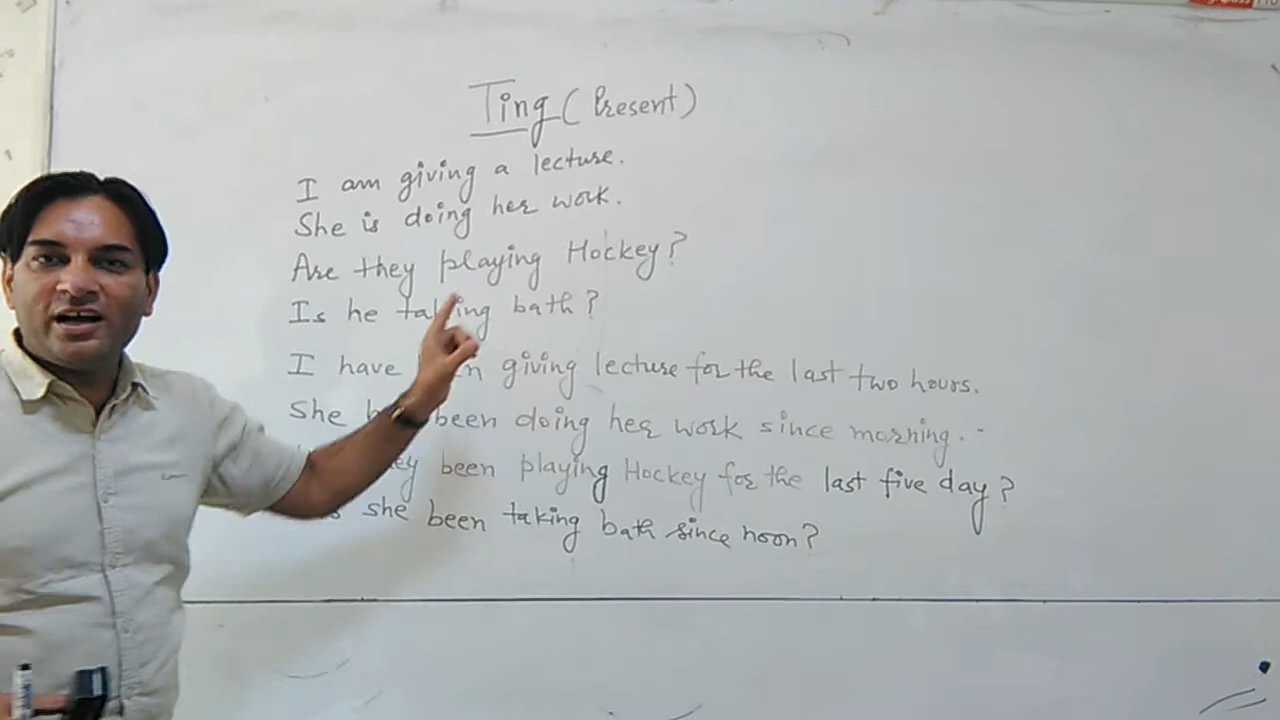 Ting (Present)
I am giving a lecture.
She is doing her work.
Are they playing Hockey?
Is he taking bath?
I have giving lecture for the last two hours.
She been doing her work since morning.
been playing Hockey for the last five day?
she been taking bath since noon?